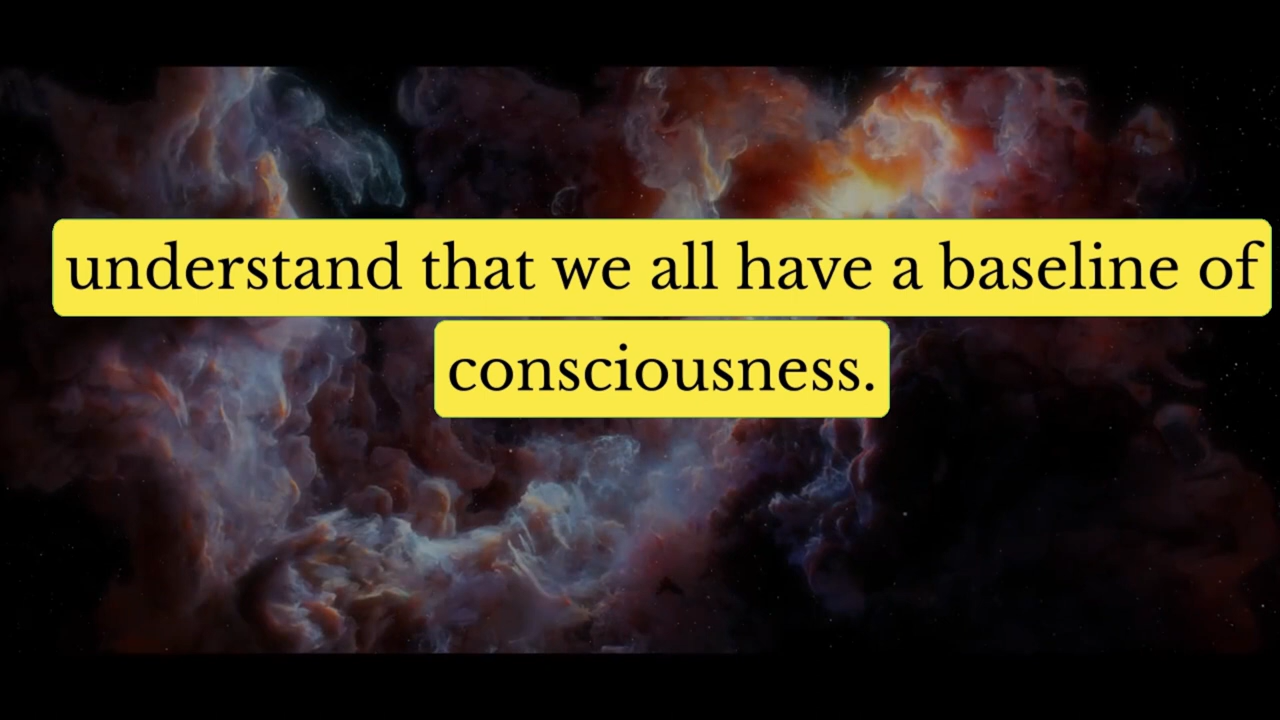 understand that we all have a baseline of
consciousness.